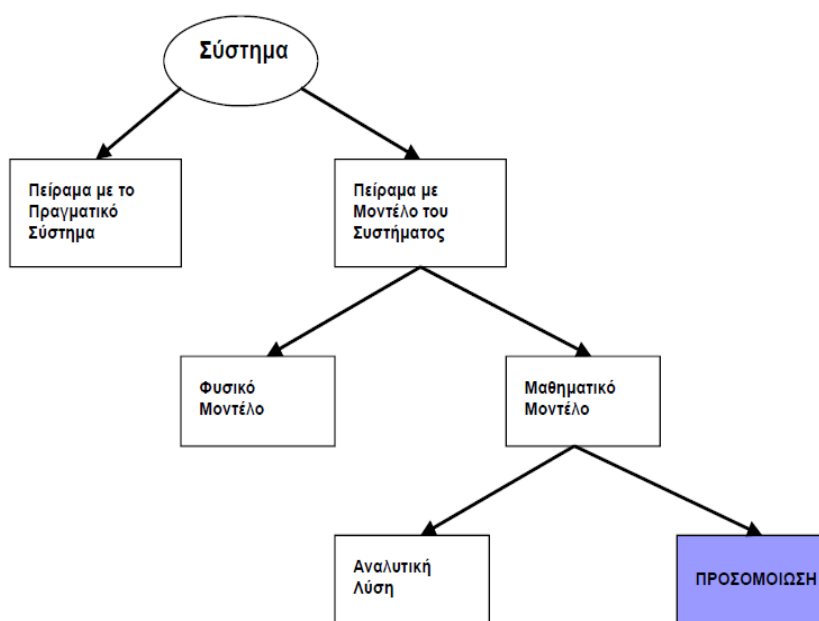 Σύστημα
Πείραμα με το
Πραγματικό
Σύστημα
Πείραμα με
Μοντέλο του
Συστήματος
Φυσικό
Μοντέλο
Μαθηματικό
Μοντέλο
Αναλυτική
Λύση
ΠΡΟΣΟΜΟΙΩΣΗ